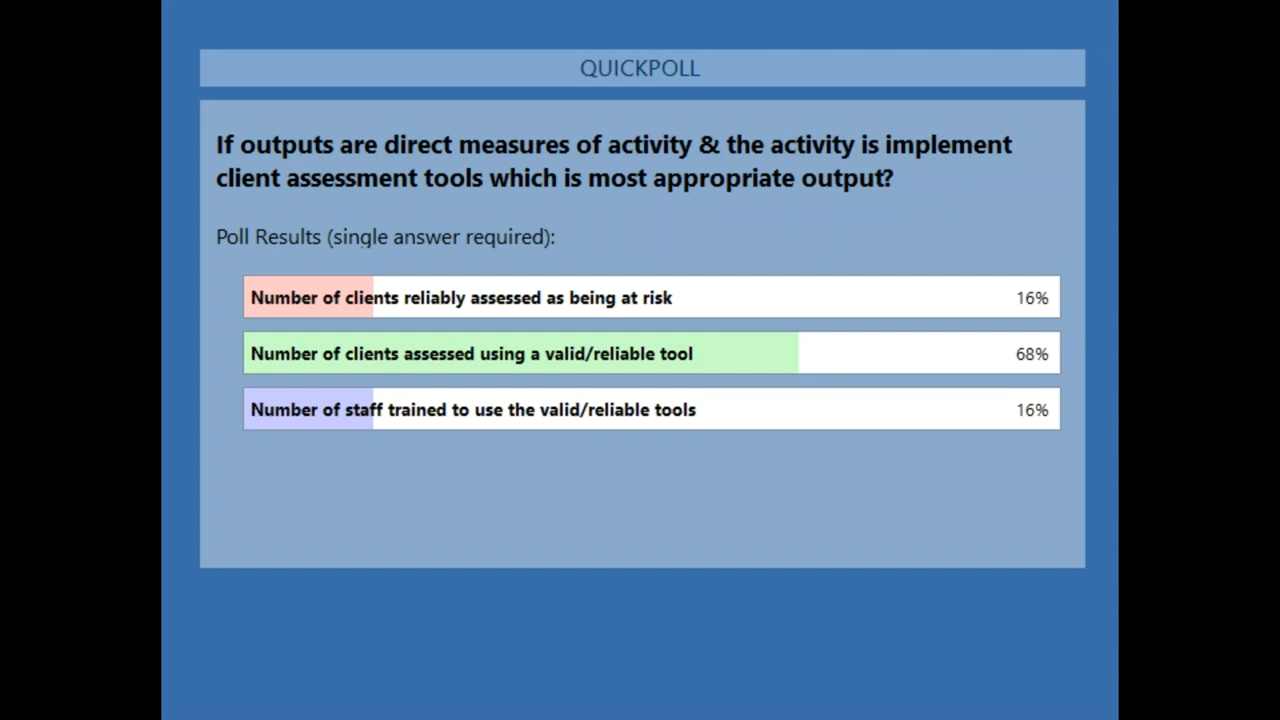 QUICKPOLL
If outputs are direct measures of activity & the activity is implement
client assessment tools which is most appropriate output?
Poll Results (single answer required):
Number of clients reliably assessed as being at risk 16%
Number of clients assessed using a valid/reliable tool 68%
Number of staff trained to use the valid/reliable tools 16%